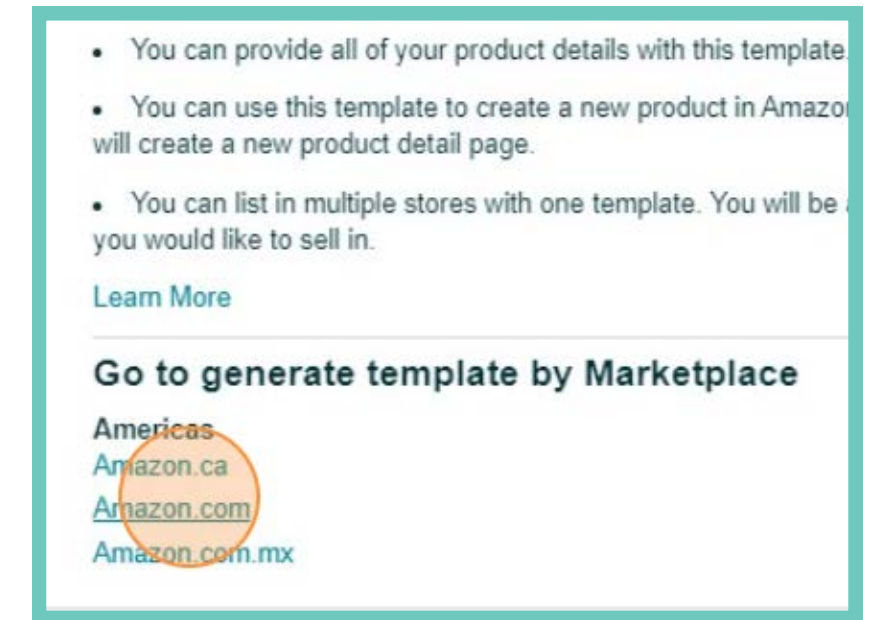 • You can provide all of your product details with this template.
• You can use this template to create a new product in Amazo
will create a new product detail page.
• You can list in multiple stores with one template. You will be
you would like to sell in.
Learn More
Go to generate template by Marketplace
Americas
Amazon.ca
Amazon.com
Amazon.com.mx